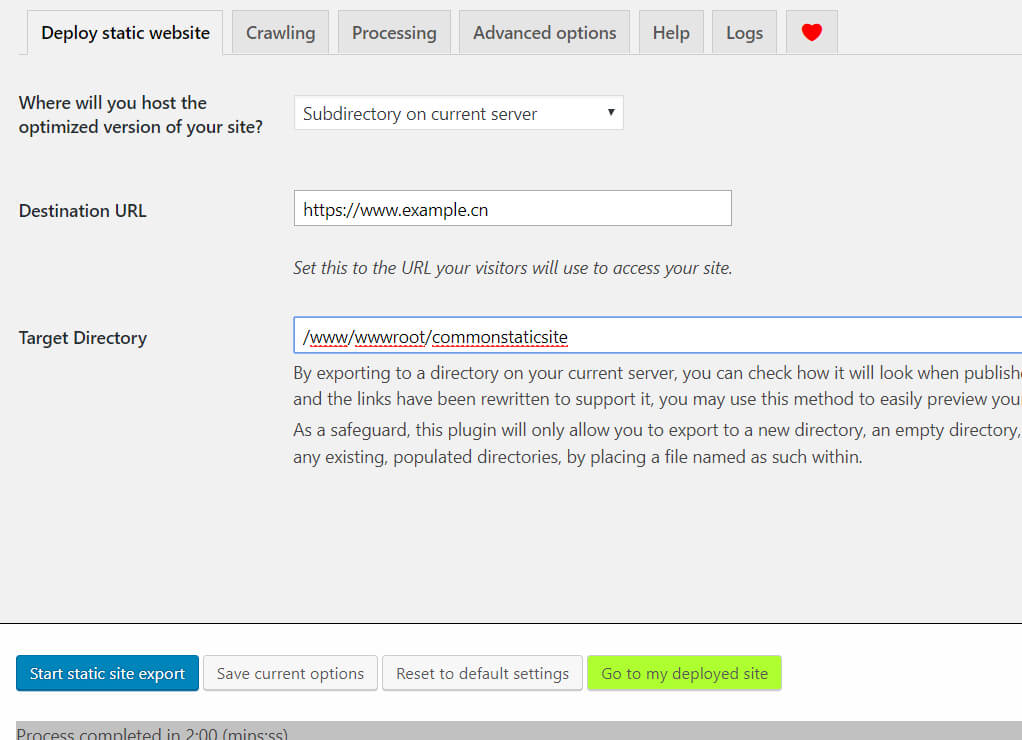 Deploy static website Crawling Processing Advanced options Help Logs
Where will you host the
optimized version of your site?
Subdirectory on current server
Destination URL
https://www.example.cn
Set this to the URL your visitors will use to access your site.
Target Directory
/www/wwwroot/commonstaticsite
By exporting to a directory on your current server, you can check how it will look when publishe
and the links have been rewritten to support it, you may use this method to easily preview you
As a safeguard, this plugin will only allow you to export to a new directory, an empty directory,
any existing, populated directories, by placing a file named as such within.
Start static site export Save current options Reset to default settings Go to my deployed site
Process completed in 2:00 (mins:ss)